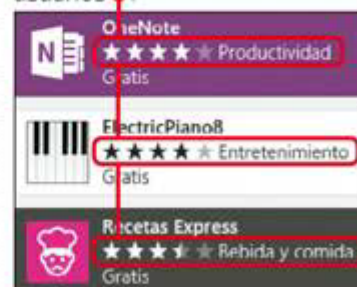 OneNote
★★★★★ Productividad
Gratis
ElectricPiano8
★★★★★ Entretenimiento
Gratis
Recetas Express
★★★★★ Bebida y comida
Gratis